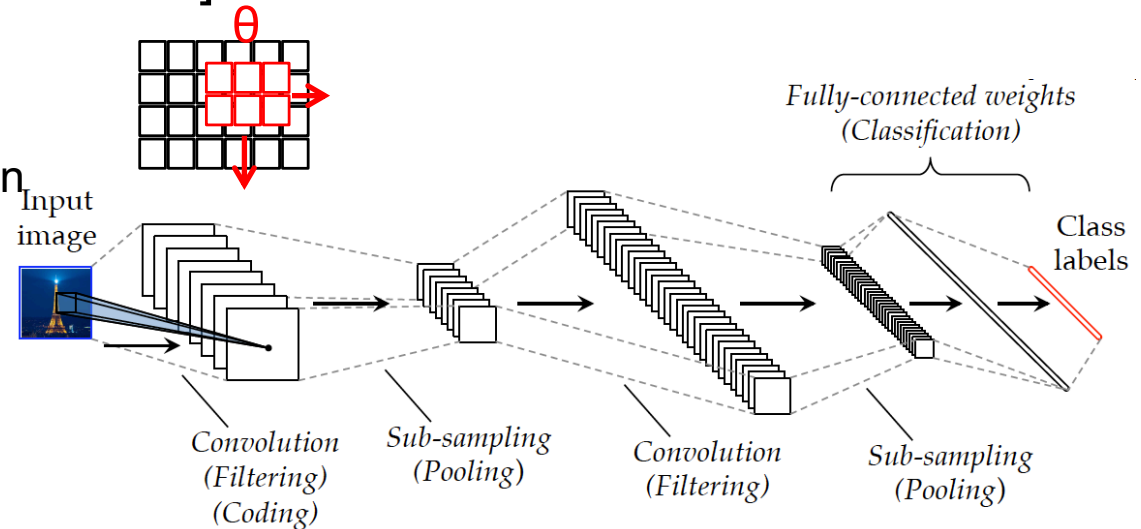 ]
θ
n
Input
image
Fully-connected weights
(Classification)
Class
labels
Convolution
(Filtering)
(Coding)
Sub-sampling
(Pooling)
Convolution
(Filtering)
Sub-sampling
(Pooling)